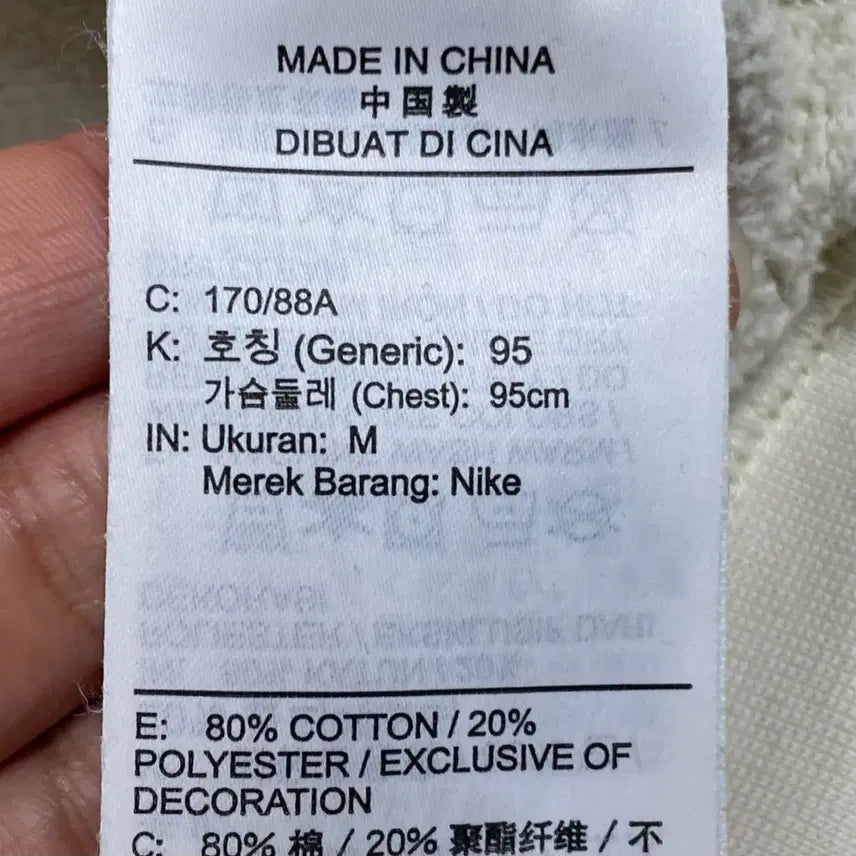 MADE IN CHINA
中国製
DIBUAT DI CINA
C: 170/88A
K: 호칭 (Generic): 95
가슴둘레 (Chest): 95cm
IN: Ukuran: M
Merek Barang: Nike
E: 80% COTTON / 20%
POLYESTER / EXCLUSIVE OF
DECORATION
C: 80% 棉 / 20% 聚酯纤维 / 不